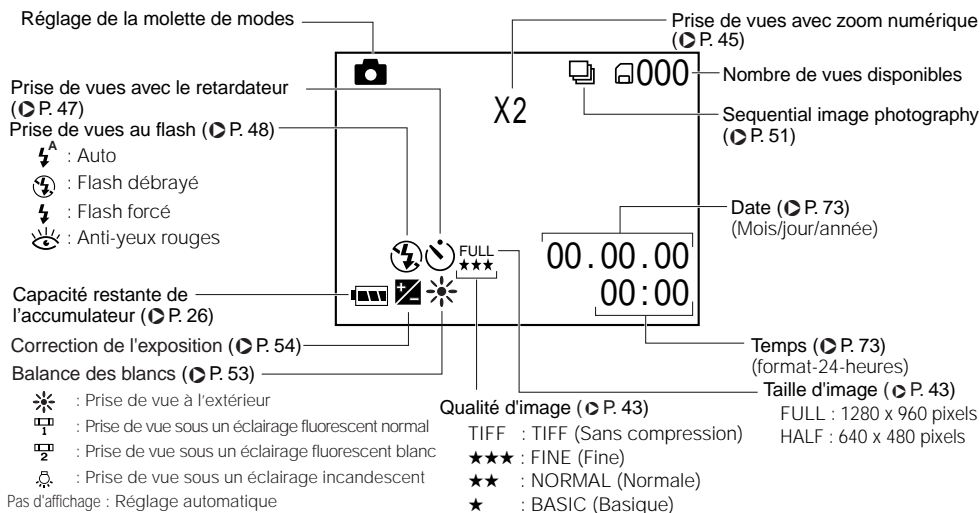 Réglage de la molette de modes
Prise de vues avec zoom numérique
(P. 45)
000
Nombre de vues disponibles
X2
Prise de vues avec le retardateur
(P. 47)
Sequential image photography
(P. 51)
Prise de vues au flash (P. 48)
A : Auto
: Flash débrayé
: Flash forcé
: Anti-yeux rouges
Date (P. 73)
(Mois/jour/année)
FULL
★★★
00.00.00
00:00
Capacité restante de
l'accumulateur (P. 26)
Correction de l'exposition (P. 54)
Temps (P. 73)
(format-24-heures)
Balance des blancs (P. 53)
: Prise de vue à l'extérieur
1 : Prise de vue sous un éclairage fluorescent normal
2 : Prise de vue sous un éclairage fluorescent blanc
: Prise de vue sous un éclairage incandescent
Pas d'affichage : Réglage automatique
Qualité d'image (P. 43)
TIFF : TIFF (Sans compression)
★★★ : FINE (Fine)
★★ : NORMAL (Normale)
★ : BASIC (Basique)
Taille d'image (P. 43)
FULL : 1280 x 960 pixels
HALF : 640 x 480 pixels